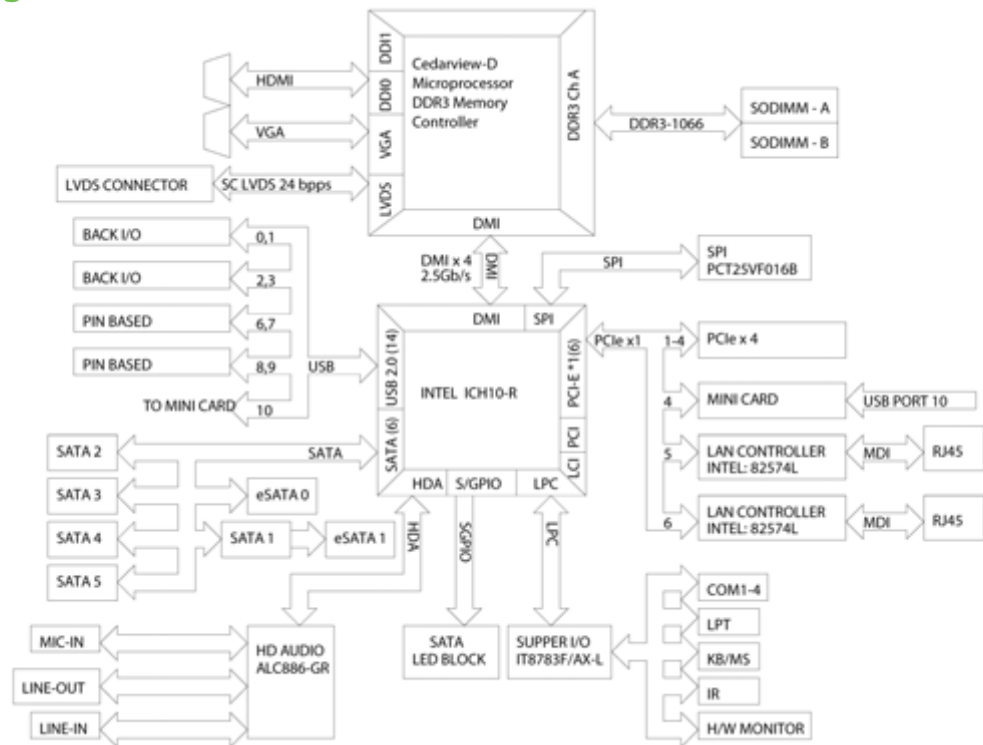 DDI1
Cedarview-D
Microprocessor
DDR3 Memory
Controller
DDI0
HDMI
VGA
VGA
DDR3 Ch A
DDR3-1066
SODIMM - A
SODIMM - B
LVDS CONNECTOR
SC LVDS 24 bpps
LVDS
DMI
BACK I/O
0,1
BACK I/O
2,3
PIN BASED
6,7
PIN BASED
8,9
TO MINI CARD
10
USB
DMI x 4
2.5Gb/s
DMI
SPI
SPI
PCT25VF016B
DMI
SPI
USB 2.0 (14)
INTEL ICH10-R
PCI-E *1(6)
SATA (6)
PCI
LCI
HDA
S/GPIO
LPC
PCIe x1
1-4
PCIe x 4
4
MINI CARD
USB PORT 10
5
LAN CONTROLLER
INTEL: 82574L
MDI
RJ45
6
LAN CONTROLLER
INTEL: 82574L
MDI
RJ45
SATA 2
SATA
SATA 3
eSATA 0
SATA 4
SATA 1
eSATA 1
SATA 5
HDA
SGPIO
LPC
MIC-IN
LINE-OUT
LINE-IN
HD AUDIO
ALC886-GR
SATA
LED BLOCK
SUPPER I/O
IT8783F/AX-L
COM1-4
LPT
KB/MS
IR
H/W MONITOR